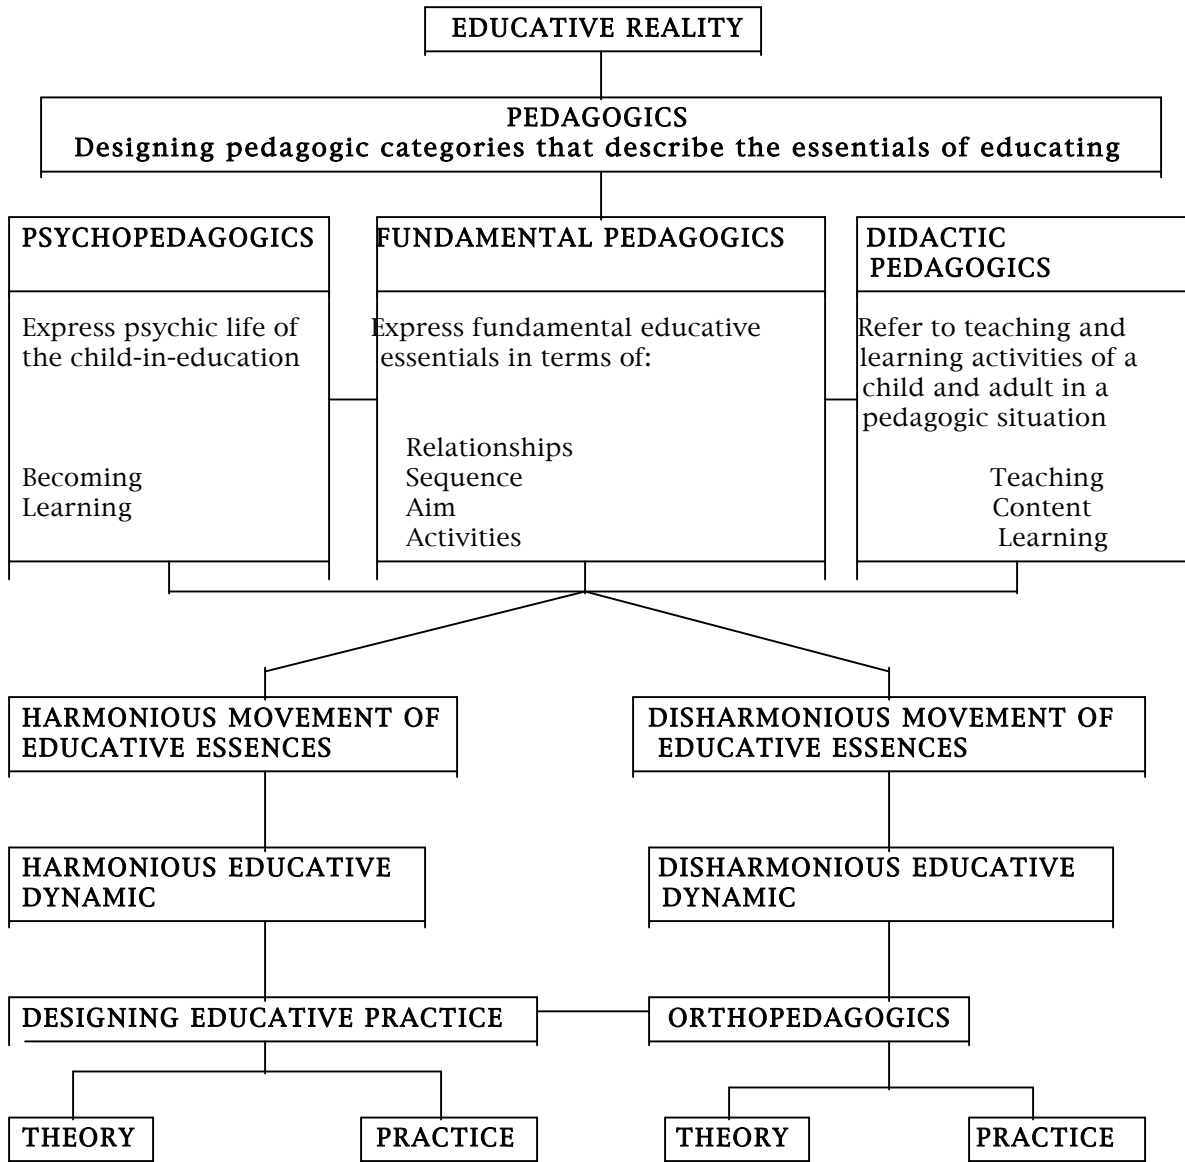 EDUCATIVE REALITY
PEDAGOGICS
Designing pedagogic categories that describe the essentials of educating
PSYCHOPEDAGOGICS
Express psychic life of
the child-in-education
Becoming
Learning
FUNDAMENTAL PEDAGOGICS
Express fundamental educative
essentials in terms of:
Relationships
Sequence
Aim
Activities
DIDACTIC
PEDAGOGICS
Refer to teaching and
learning activities of a
child and adult in a
pedagogic situation
Teaching
Content
Learning
HARMONIOUS MOVEMENT OF
EDUCATIVE ESSENCES
DISHARMONIOUS MOVEMENT OF
EDUCATIVE ESSENCES
HARMONIOUS EDUCATIVE
DYNAMIC
DISHARMONIOUS EDUCATIVE
DYNAMIC
DESIGNING EDUCATIVE PRACTICE
ORTHOPEDAGOGICS
THEORY
PRACTICE
THEORY
PRACTICE